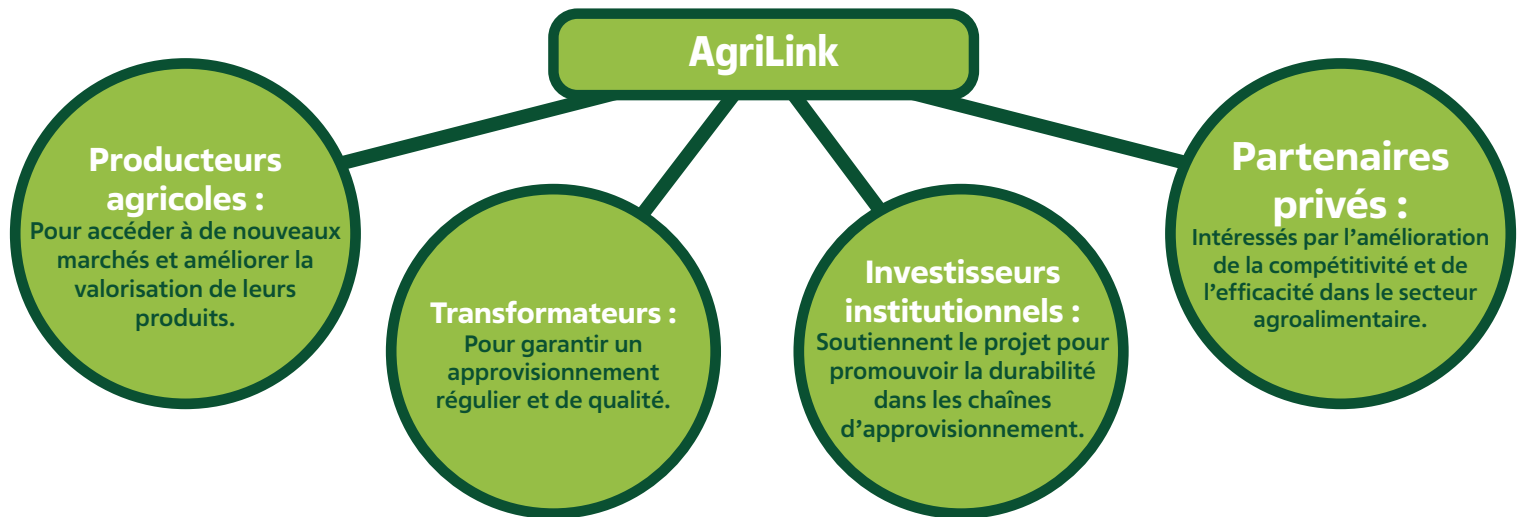 AgriLink
Producteurs
agricoles :
Pour accéder à de nouveaux
marchés et améliorer la
valorisation de leurs
produits.
Transformateurs :
Pour garantir un
approvisionnement
régulier et de qualité.
Investisseurs
institutionnels :
Soutiennent le projet pour
promouvoir la durabilité
dans les chaînes
d’approvisionnement.
Partenaires
privés :
Intéressés par l’amélioration
de la compétitivité et de
l’efficacité dans le secteur
agroalimentaire.